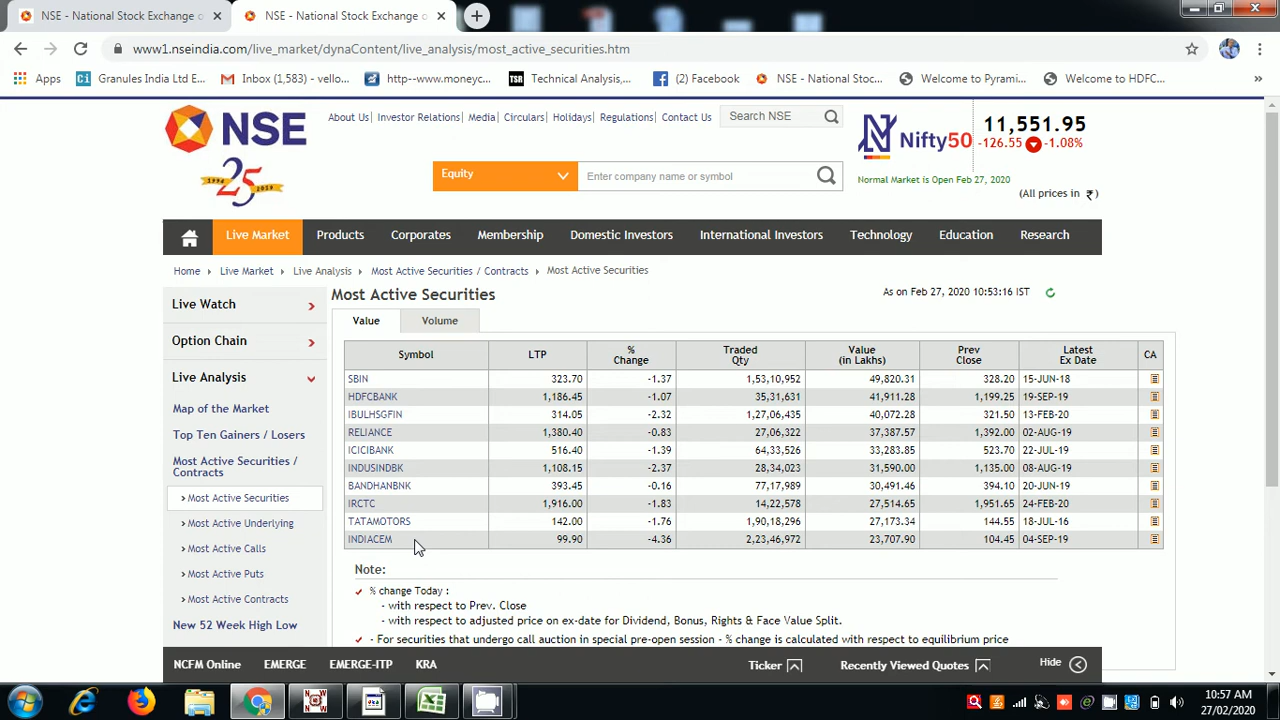 NSE - National Stock Exchange o
NSE - National Stock Exchange of
www1.nseindia.com/live_market/dynaContent/live_analysis/most_active_securities.htm
Apps
Granules India Ltd E...
Inbox (1,583) - vello...
http--www.moneyc...
TSR
Technical Analysis,...
(2) Facebook
NSE - National Stoc...
Welcome to Pyrami...
Welcome to HDFC...
NSE
1994 25 2019
About Us| Investor Relations| Media| Circulars| Holidays| Regulations| Contact Us
Search NSE
Equity
Enter company name or symbol
Nifty50
11,551.95
-126.55 -1.08%
Normal Market is Open Feb 27, 2020
(All prices in ₹)
Live Market Products Corporates Membership Domestic Investors International Investors Technology Education Research
Home Live Market Live Analysis Most Active Securities / Contracts Most Active Securities
Live Watch
Option Chain
Live Analysis
Map of the Market
Top Ten Gainers / Losers
Most Active Securities /
Contracts
Most Active Securities
Most Active Underlying
Most Active Calls
Most Active Puts
Most Active Contracts
New 52 Week High Low
Most Active Securities
As on Feb 27, 2020 10:53:16 IST
Value Volume
Symbol LTP % Change Traded Qty Value (in Lakhs) Prev Close Latest Ex Date CA
SBIN 323.70 -1.37 1,53,10,952 49,820.31 328.20 15-JUN-18
HDFCBANK 1,186.45 -1.07 35,31,631 41,911.28 1,199.25 19-SEP-19
IBULHSGFIN 314.05 -2.32 1,27,06,435 40,072.28 321.50 13-FEB-20
RELIANCE 1,380.40 -0.83 27,06,322 37,387.57 1,392.00 02-AUG-19
ICICIBANK 516.40 -1.39 64,33,526 33,283.85 523.70 22-JUL-19
INDUSINDBK 1,108.15 -2.37 28,34,023 31,590.00 1,135.00 08-AUG-19
BANDHANBNK 393.45 -0.16 77,17,989 30,491.46 394.10 20-JUN-19
IRCTC 1,916.00 -1.83 14,22,578 27,514.65 1,951.65 24-FEB-20
TATAMOTORS 142.00 -1.76 1,90,18,296 27,173.34 144.55 18-JUL-16
INDIACEM 99.90 -4.36 2,23,46,972 23,707.90 104.45 04-SEP-19
Note:
% change Today :
- with respect to Prev. Close
- with respect to adjusted price on ex-date for Dividend, Bonus, Rights & Face Value Split.
- For securities that undergo call auction in special pre-open session - % change is calculated with respect to equilibrium price
NCFM Online EMERGE EMERGE-ITP KRA Ticker Recently Viewed Quotes Hide
10:57 AM
27/02/2020